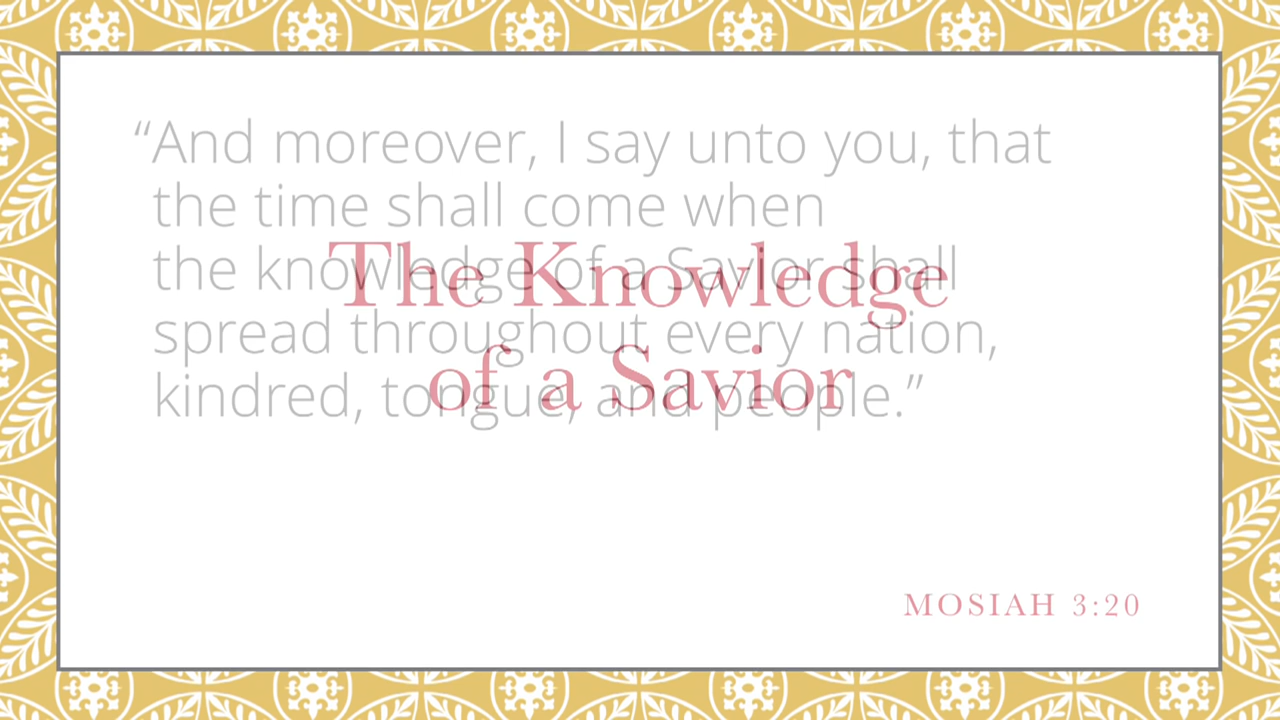 “And moreover, I say unto you, that
the time shall come when
the knowledge of a Savior shall
spread throughout every nation,
kindred, tongue, and people.”
The Knowledge
of a Savior
MOSIAH 3:20